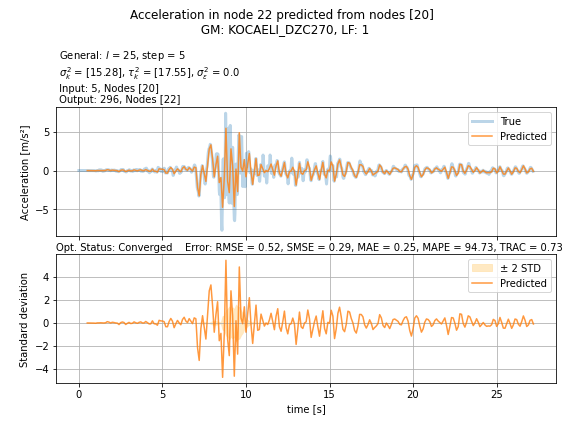 Acceleration in node 22 predicted from nodes [20]
GM: KOCAELI_DZC270, LF: 1
General: l = 25, step = 5
σ²ₖ = [15.28], τ²ₖ = [17.55], σ²ε = 0.0
Input: 5, Nodes [20]
Output: 296, Nodes [22]
Acceleration [m/s²]
5
0
−5
True
Predicted
Opt. Status: Converged Error: RMSE = 0.52, SMSE = 0.29, MAE = 0.25, MAPE = 94.73, TRAC = 0.73
Standard deviation
4
2
0
−2
−4
± 2 STD
Predicted
0 5 10 15 20 25
time [s]